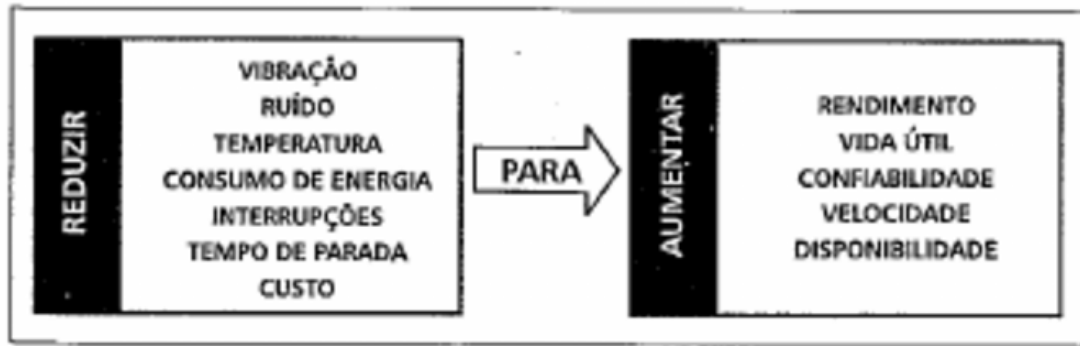 REDUZIR
VIBRAÇÃO
RUÍDO
TEMPERATURA
CONSUMO DE ENERGIA
INTERRUPÇÕES
TEMPO DE PARADA
CUSTO
PARA
AUMENTAR
RENDIMENTO
VIDA ÚTIL
CONFIABILIDADE
VELOCIDADE
DISPONIBILIDADE